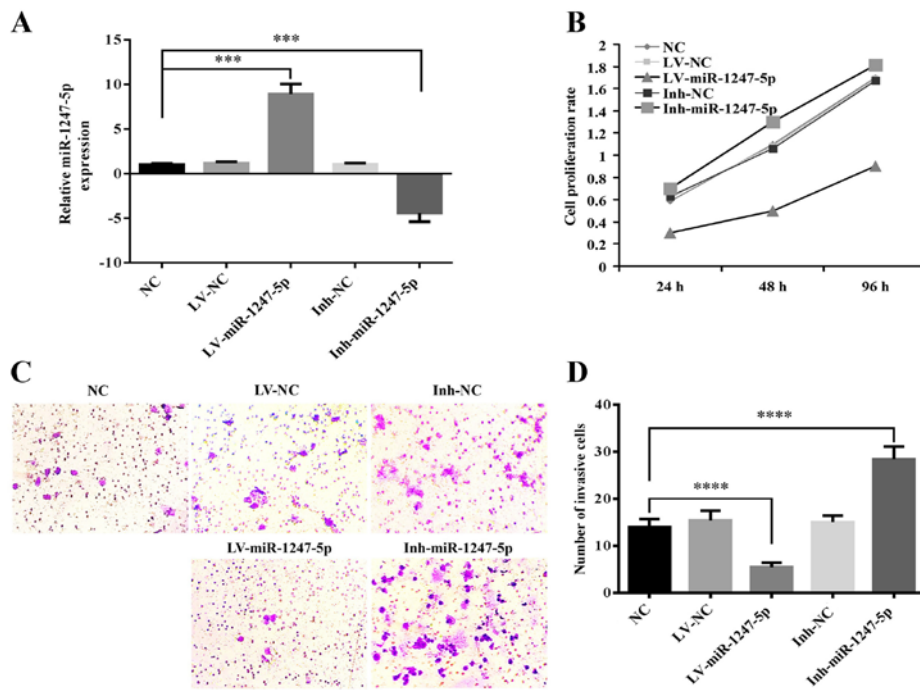 A
Relative miR-1247-5p
expression
15
10
5
0
-5
-10
***
***
NC
LV-NC
LV-miR-1247-5p
Inh-NC
Inh-miR-1247-5p
B
Cell proliferation rate
2
1.8
1.6
1.4
1.2
1
0.8
0.6
0.4
0.2
0
NC
LV-NC
LV-miR-1247-5p
Inh-NC
Inh-miR-1247-5p
24 h
48 h
96 h
C
NC
LV-NC
Inh-NC
LV-miR-1247-5p
Inh-miR-1247-5p
D
Number of invasive cells
40
30
20
10
0
****
****
NC
LV-NC
LV-miR-1247-5p
Inh-NC
Inh-miR-1247-5p